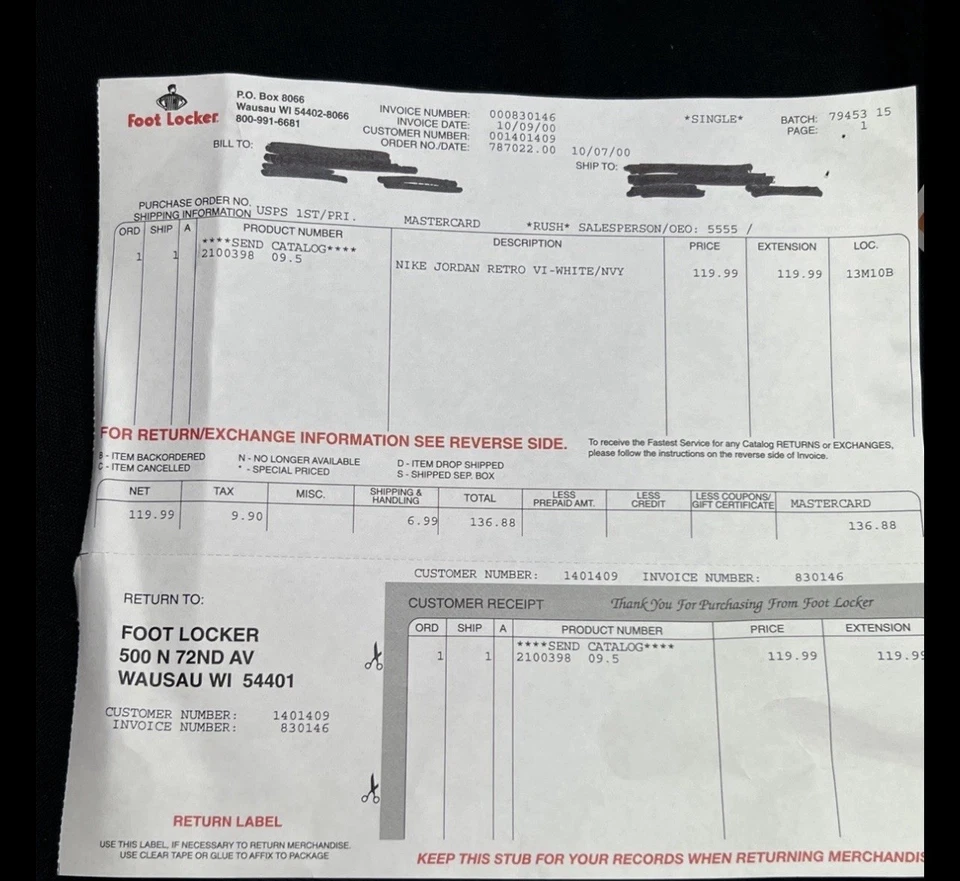 Foot Locker
P.O. Box 8066
Wausau WI 54402-8066
800-991-6681
INVOICE NUMBER: 000830146
INVOICE DATE: 10/09/00
CUSTOMER NUMBER: 001401409
ORDER NO./DATE: 787022.00 10/07/00
*SINGLE*
BATCH: 79453 15
PAGE: 1
BILL TO:
SHIP TO:
PURCHASE ORDER NO.
SHIPPING INFORMATION USPS 1ST/PRI. MASTERCARD *RUSH* SALESPERSON/OEO: 5555 /
ORD SHIP A PRODUCT NUMBER DESCRIPTION PRICE EXTENSION LOC.
****SEND CATALOG****
1 1 2100398 09.5 NIKE JORDAN RETRO VI-WHITE/NVY 119.99 119.99 13M10B
FOR RETURN/EXCHANGE INFORMATION SEE REVERSE SIDE.
To receive the Fastest Service for any Catalog RETURNS or EXCHANGES,
please follow the instructions on the reverse side of Invoice.
B - ITEM BACKORDERED N - NO LONGER AVAILABLE D - ITEM DROP SHIPPED
C - ITEM CANCELLED * - SPECIAL PRICED S - SHIPPED SEP. BOX
NET TAX MISC. SHIPPING & HANDLING TOTAL LESS PREPAID AMT. LESS CREDIT LESS COUPONS/ GIFT CERTIFICATE MASTERCARD
119.99 9.90 6.99 136.88 136.88
CUSTOMER NUMBER: 1401409 INVOICE NUMBER: 830146
RETURN TO:
FOOT LOCKER
500 N 72ND AV
WAUSAU WI 54401
CUSTOMER NUMBER: 1401409
INVOICE NUMBER: 830146
RETURN LABEL
USE THIS LABEL, IF NECESSARY TO RETURN MERCHANDISE.
USE CLEAR TAPE OR GLUE TO AFFIX TO PACKAGE
CUSTOMER RECEIPT Thank You For Purchasing From Foot Locker
ORD SHIP A PRODUCT NUMBER PRICE EXTENSION
****SEND CATALOG****
1 1 2100398 09.5 119.99 119.99
KEEP THIS STUB FOR YOUR RECORDS WHEN RETURNING MERCHANDIS